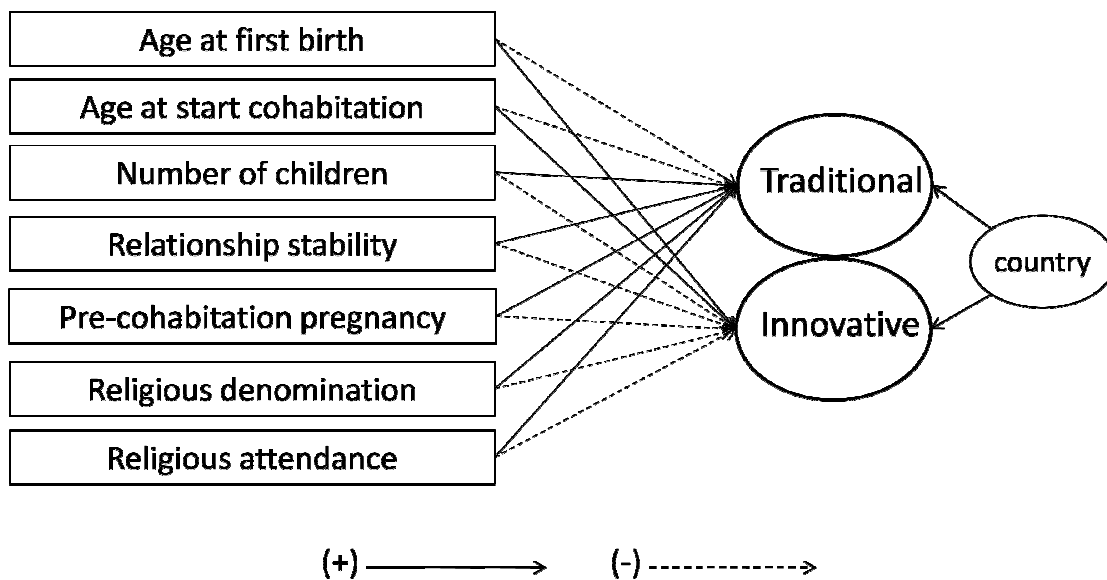 Age at first birth
Age at start cohabitation
Number of children
Relationship stability
Pre-cohabitation pregnancy
Religious denomination
Religious attendance
Traditional
Innovative
country
(+)
(-)